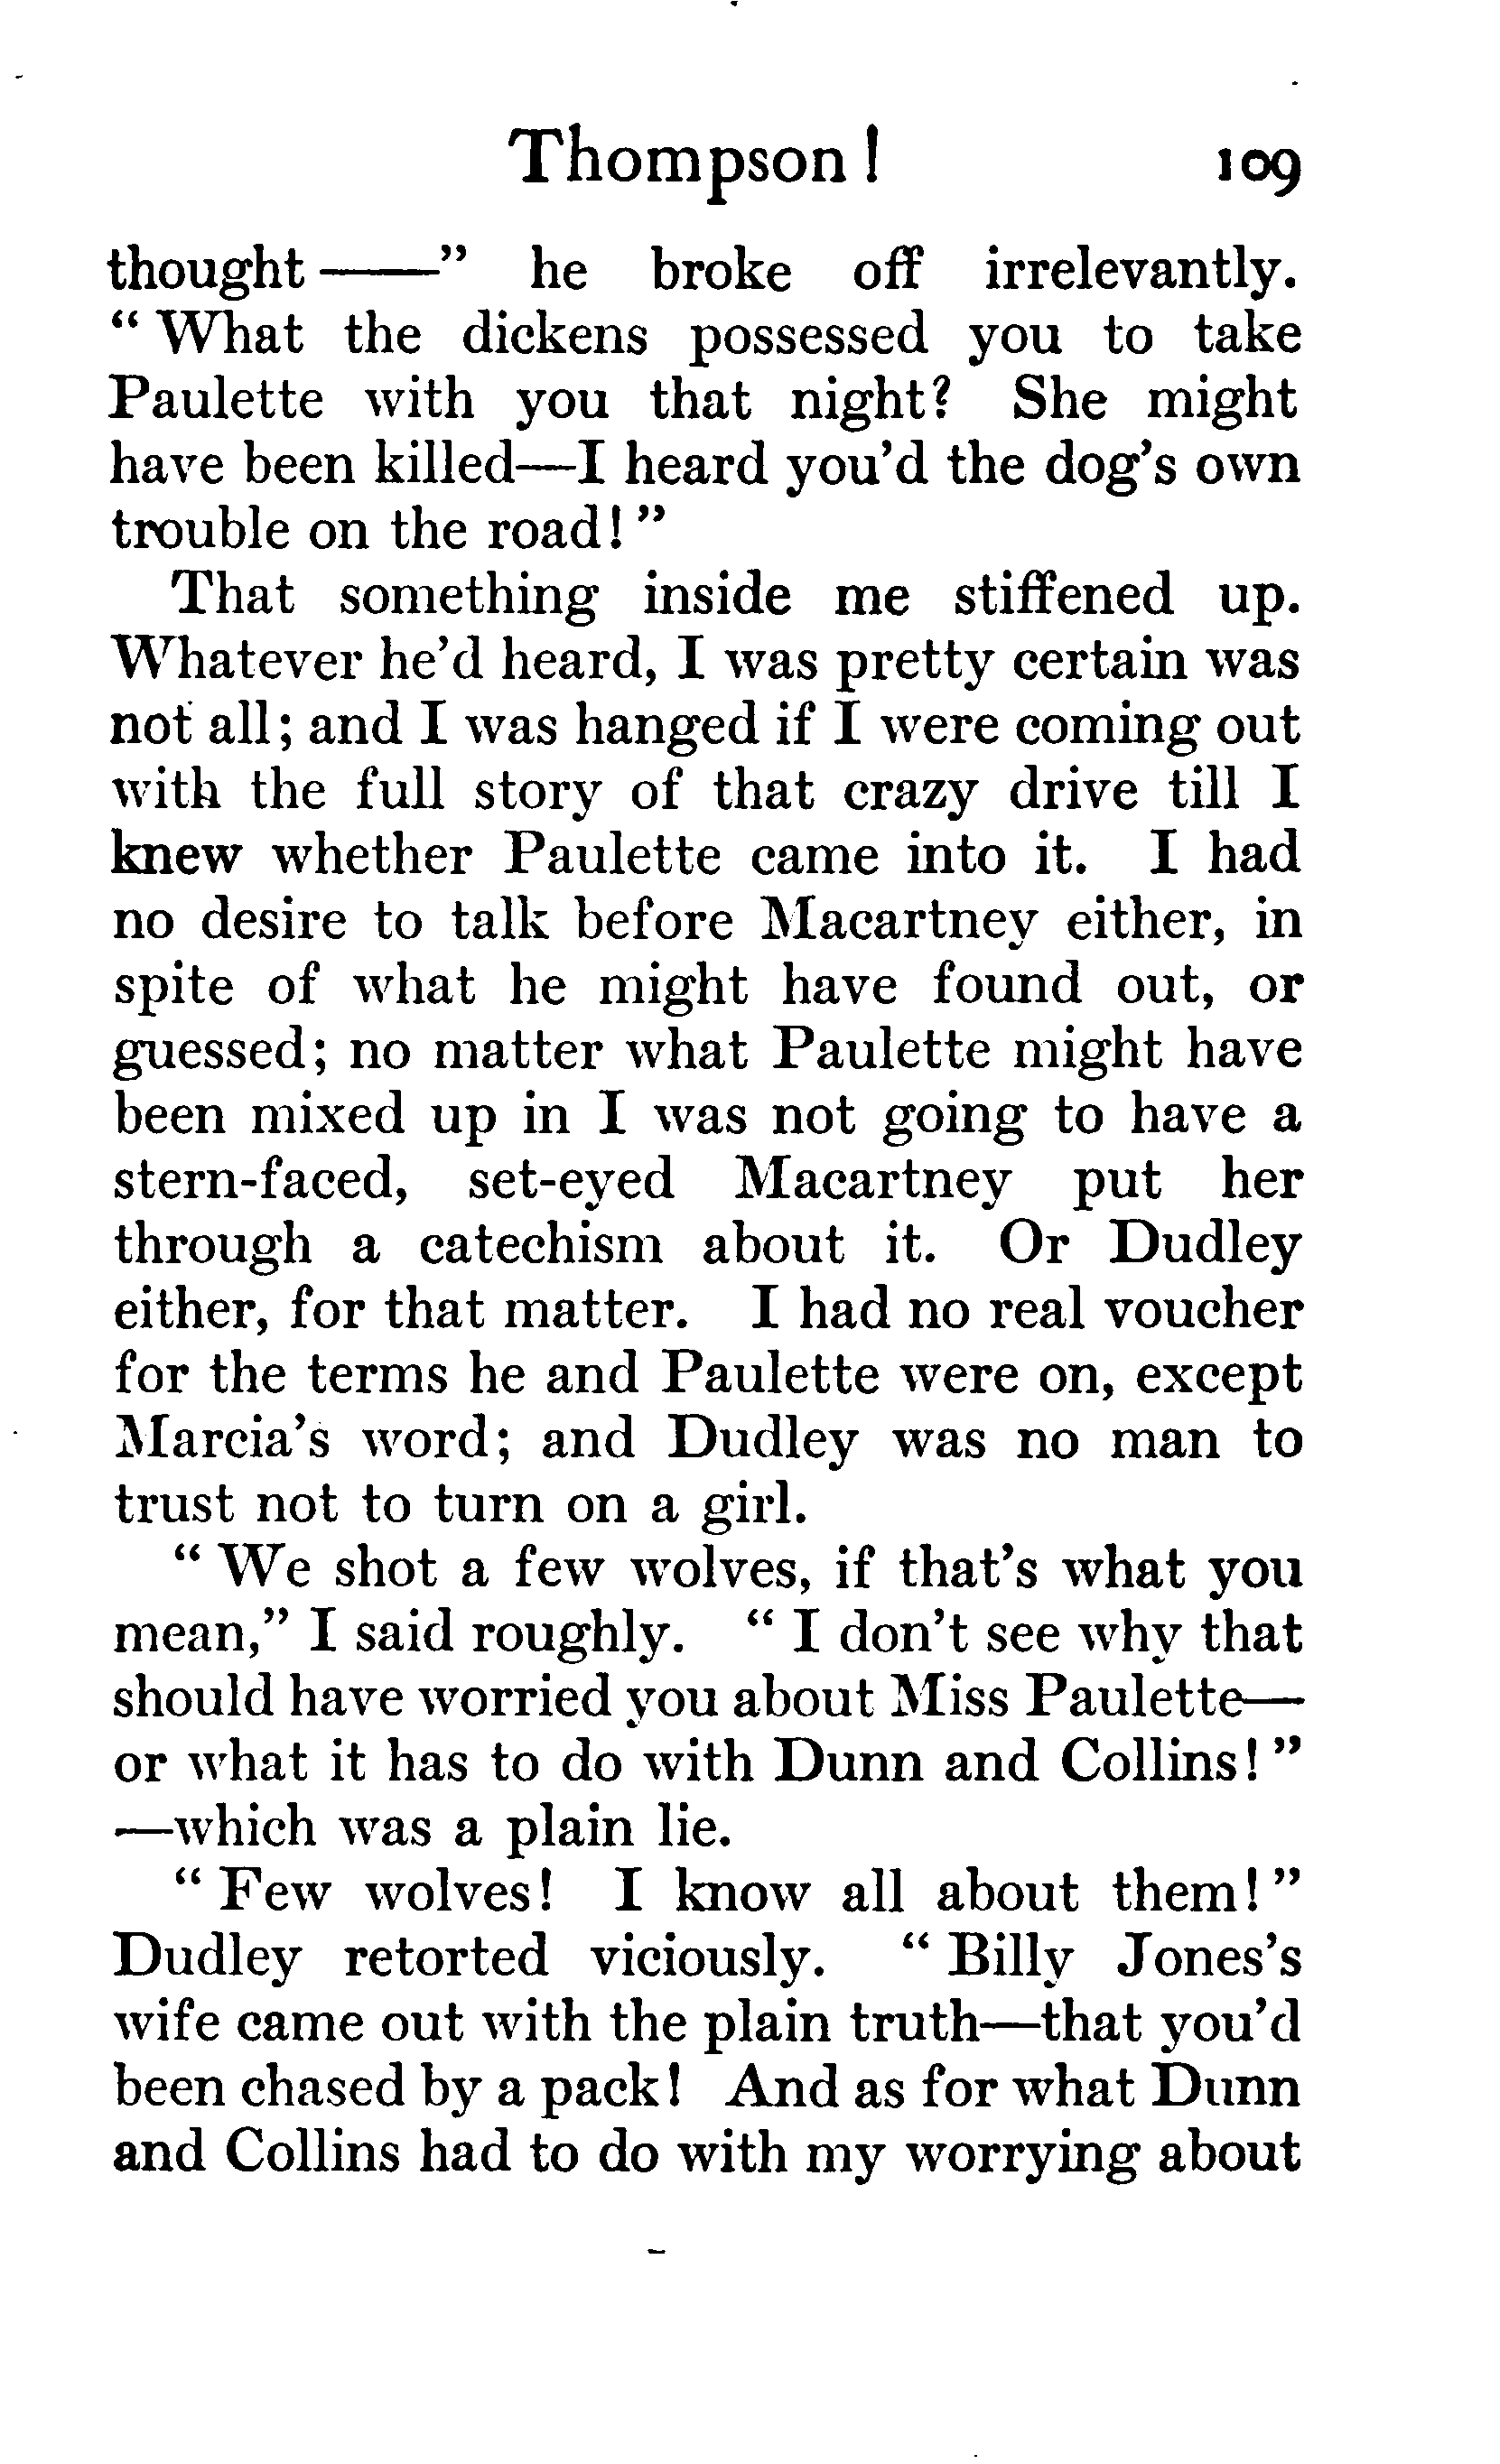 Thompson! 109
thought——" he broke off irrelevantly.
"What the dickens possessed you to take
Paulette with you that night? She might
have been killed—I heard you'd the dog's own
trouble on the road!"
That something inside me stiffened up.
Whatever he'd heard, I was pretty certain was
not all; and I was hanged if I were coming out
with the full story of that crazy drive till I
knew whether Paulette came into it. I had
no desire to talk before Macartney either, in
spite of what he might have found out, or
guessed; no matter what Paulette might have
been mixed up in I was not going to have a
stern-faced, set-eyed Macartney put her
through a catechism about it. Or Dudley
either, for that matter. I had no real voucher
for the terms he and Paulette were on, except
Marcia's word; and Dudley was no man to
trust not to turn on a girl.
"We shot a few wolves, if that's what you
mean," I said roughly. "I don't see why that
should have worried you about Miss Paulette—
or what it has to do with Dunn and Collins!"
—which was a plain lie.
"Few wolves! I know all about them!"
Dudley retorted viciously. "Billy Jones's
wife came out with the plain truth—that you'd
been chased by a pack! And as for what Dunn
and Collins had to do with my worrying about